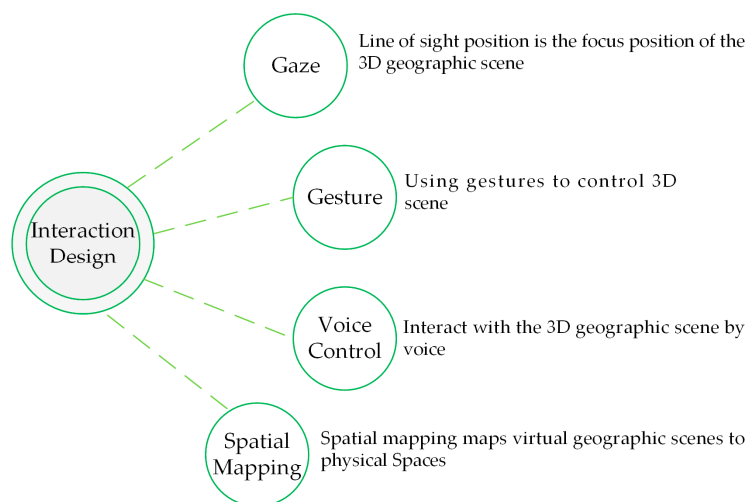 Gaze
Line of sight position is the focus position of the
3D geographic scene
Gesture
Using gestures to control 3D
scene
Interaction
Design
Voice
Control
Interact with the 3D geographic scene by
voice
Spatial
Mapping
Spatial mapping maps virtual geographic scenes to
physical Spaces